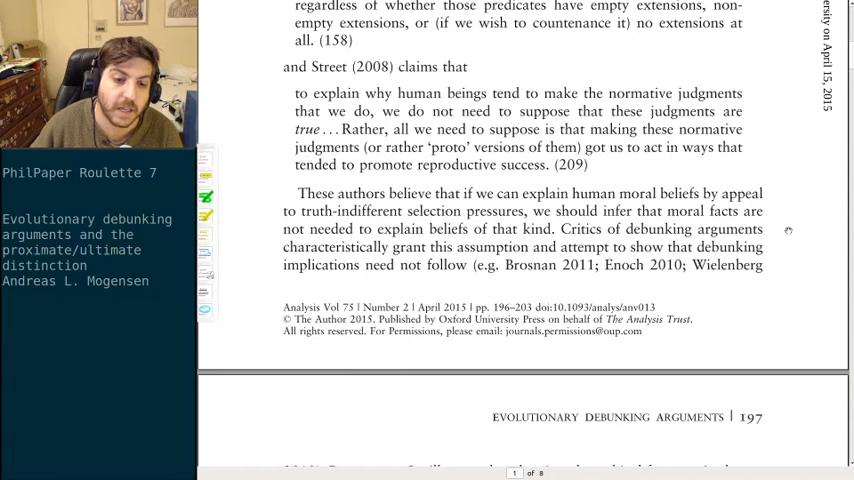 PhilPaper Roulette 7
Evolutionary debunking
arguments and the
proximate/ultimate
distinction
Andreas L. Mogensen
regardless of whether those predicates have empty extensions, non-
empty extensions, or (if we wish to countenance it) no extensions at
all. (158)
and Street (2008) claims that
to explain why human beings tend to make the normative judgments
that we do, we do not need to suppose that these judgments are
true ... Rather, all we need to suppose is that making these normative
judgments (or rather ‘proto’ versions of them) got us to act in ways that
tended to promote reproductive success. (209)
These authors believe that if we can explain human moral beliefs by appeal
to truth-indifferent selection pressures, we should infer that moral facts are
not needed to explain beliefs of that kind. Critics of debunking arguments
characteristically grant this assumption and attempt to show that debunking
implications need not follow (e.g. Brosnan 2011; Enoch 2010; Wielenberg
Analysis Vol 75 | Number 2 | April 2015 | pp. 196–203 doi:10.1093/analys/anv013
© The Author 2015. Published by Oxford University Press on behalf of The Analysis Trust.
All rights reserved. For Permissions, please email: journals.permissions@oup.com
ersity on April 15, 2015
EVOLUTIONARY DEBUNKING ARGUMENTS | 197
1 of 8